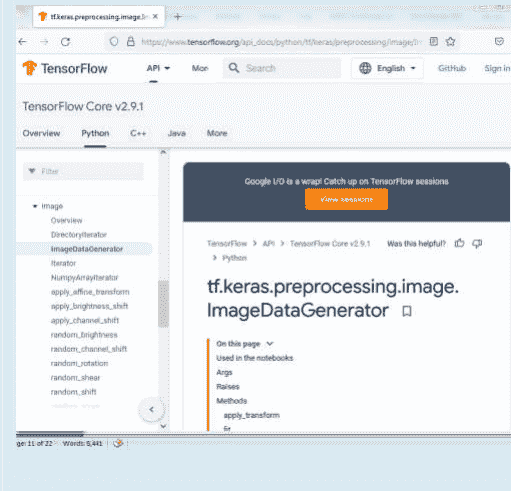 tf.keras.preprocessing.image.Im
https://www.tensorflow.org/api_docs/python/tf/keras/preprocessing/image/Im
TensorFlow API Mor Search English GitHub Sign in
TensorFlow Core v2.9.1
Overview Python C++ Java More
Filter
Image
Overview
DirectoryIterator
ImageDataGenerator
Iterator
NumpyArrayIterator
apply_affine_transform
apply_brightness_shift
apply_channel_shift
random_brightness
random_channel_shift
random_rotation
random_shear
random_shift
Google I/O is a wrap! Catch up on TensorFlow sessions
View sessions
TensorFlow > API > TensorFlow Core v2.9.1 Was this helpful?
> Python
tf.keras.preprocessing.image.
ImageDataGenerator
On this page
Used in the notebooks
Args
Raises
Methods
apply_transform
fit
ge: 11 of 22 Words: 5,441